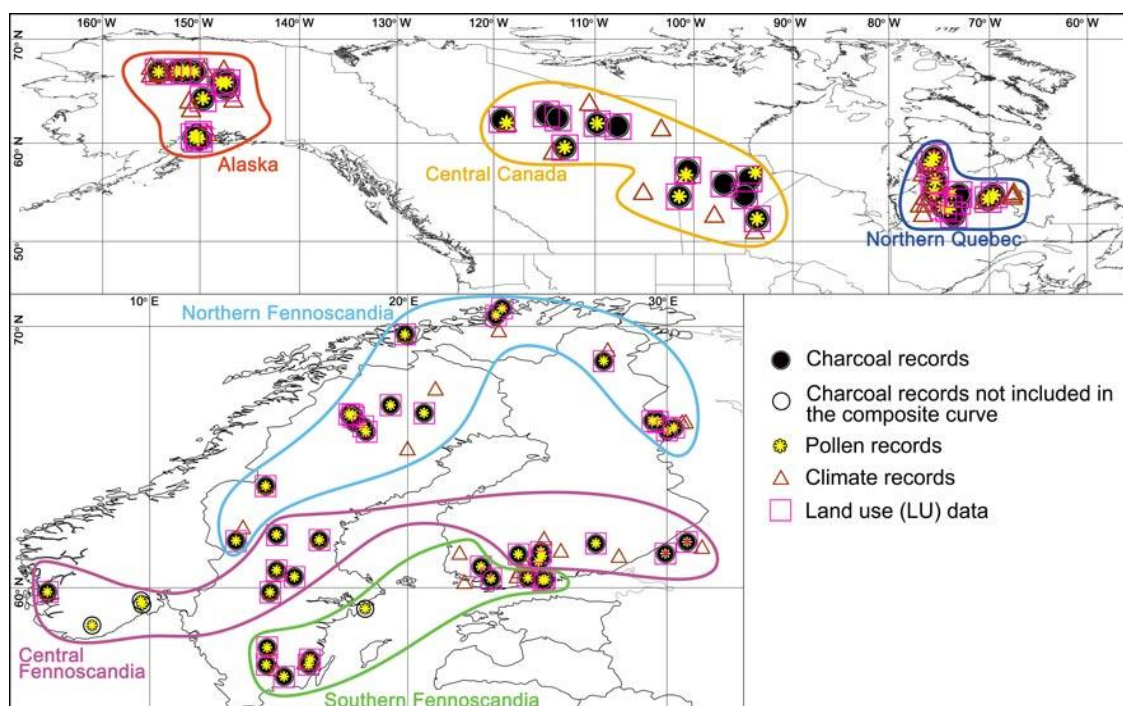 160° W 150° W 140° W 130° W 120° W 110° W 100° W 90° W 80° W 70° W 60° W
70° N
60° N
50° N
Alaska
Central Canada
Northern Quebec
10° E 20° E 30° E
70° N
60° N
Northern Fennoscandia
Central
Fennoscandia
Southern Fennoscandia
Charcoal records
Charcoal records not included in
the composite curve
Pollen records
Climate records
Land use (LU) data